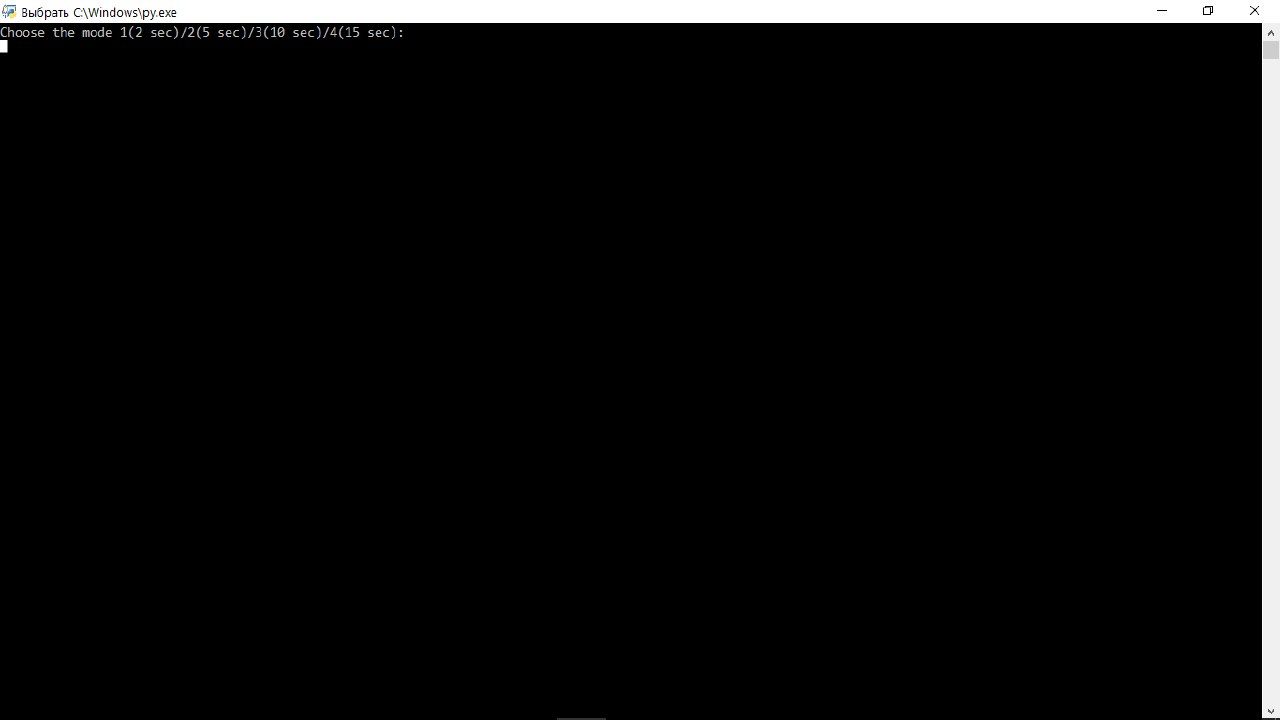 Выбрать C:\Windows\py.exe
Choose the mode 1(2 sec)/2(5 sec)/3(10 sec)/4(15 sec):